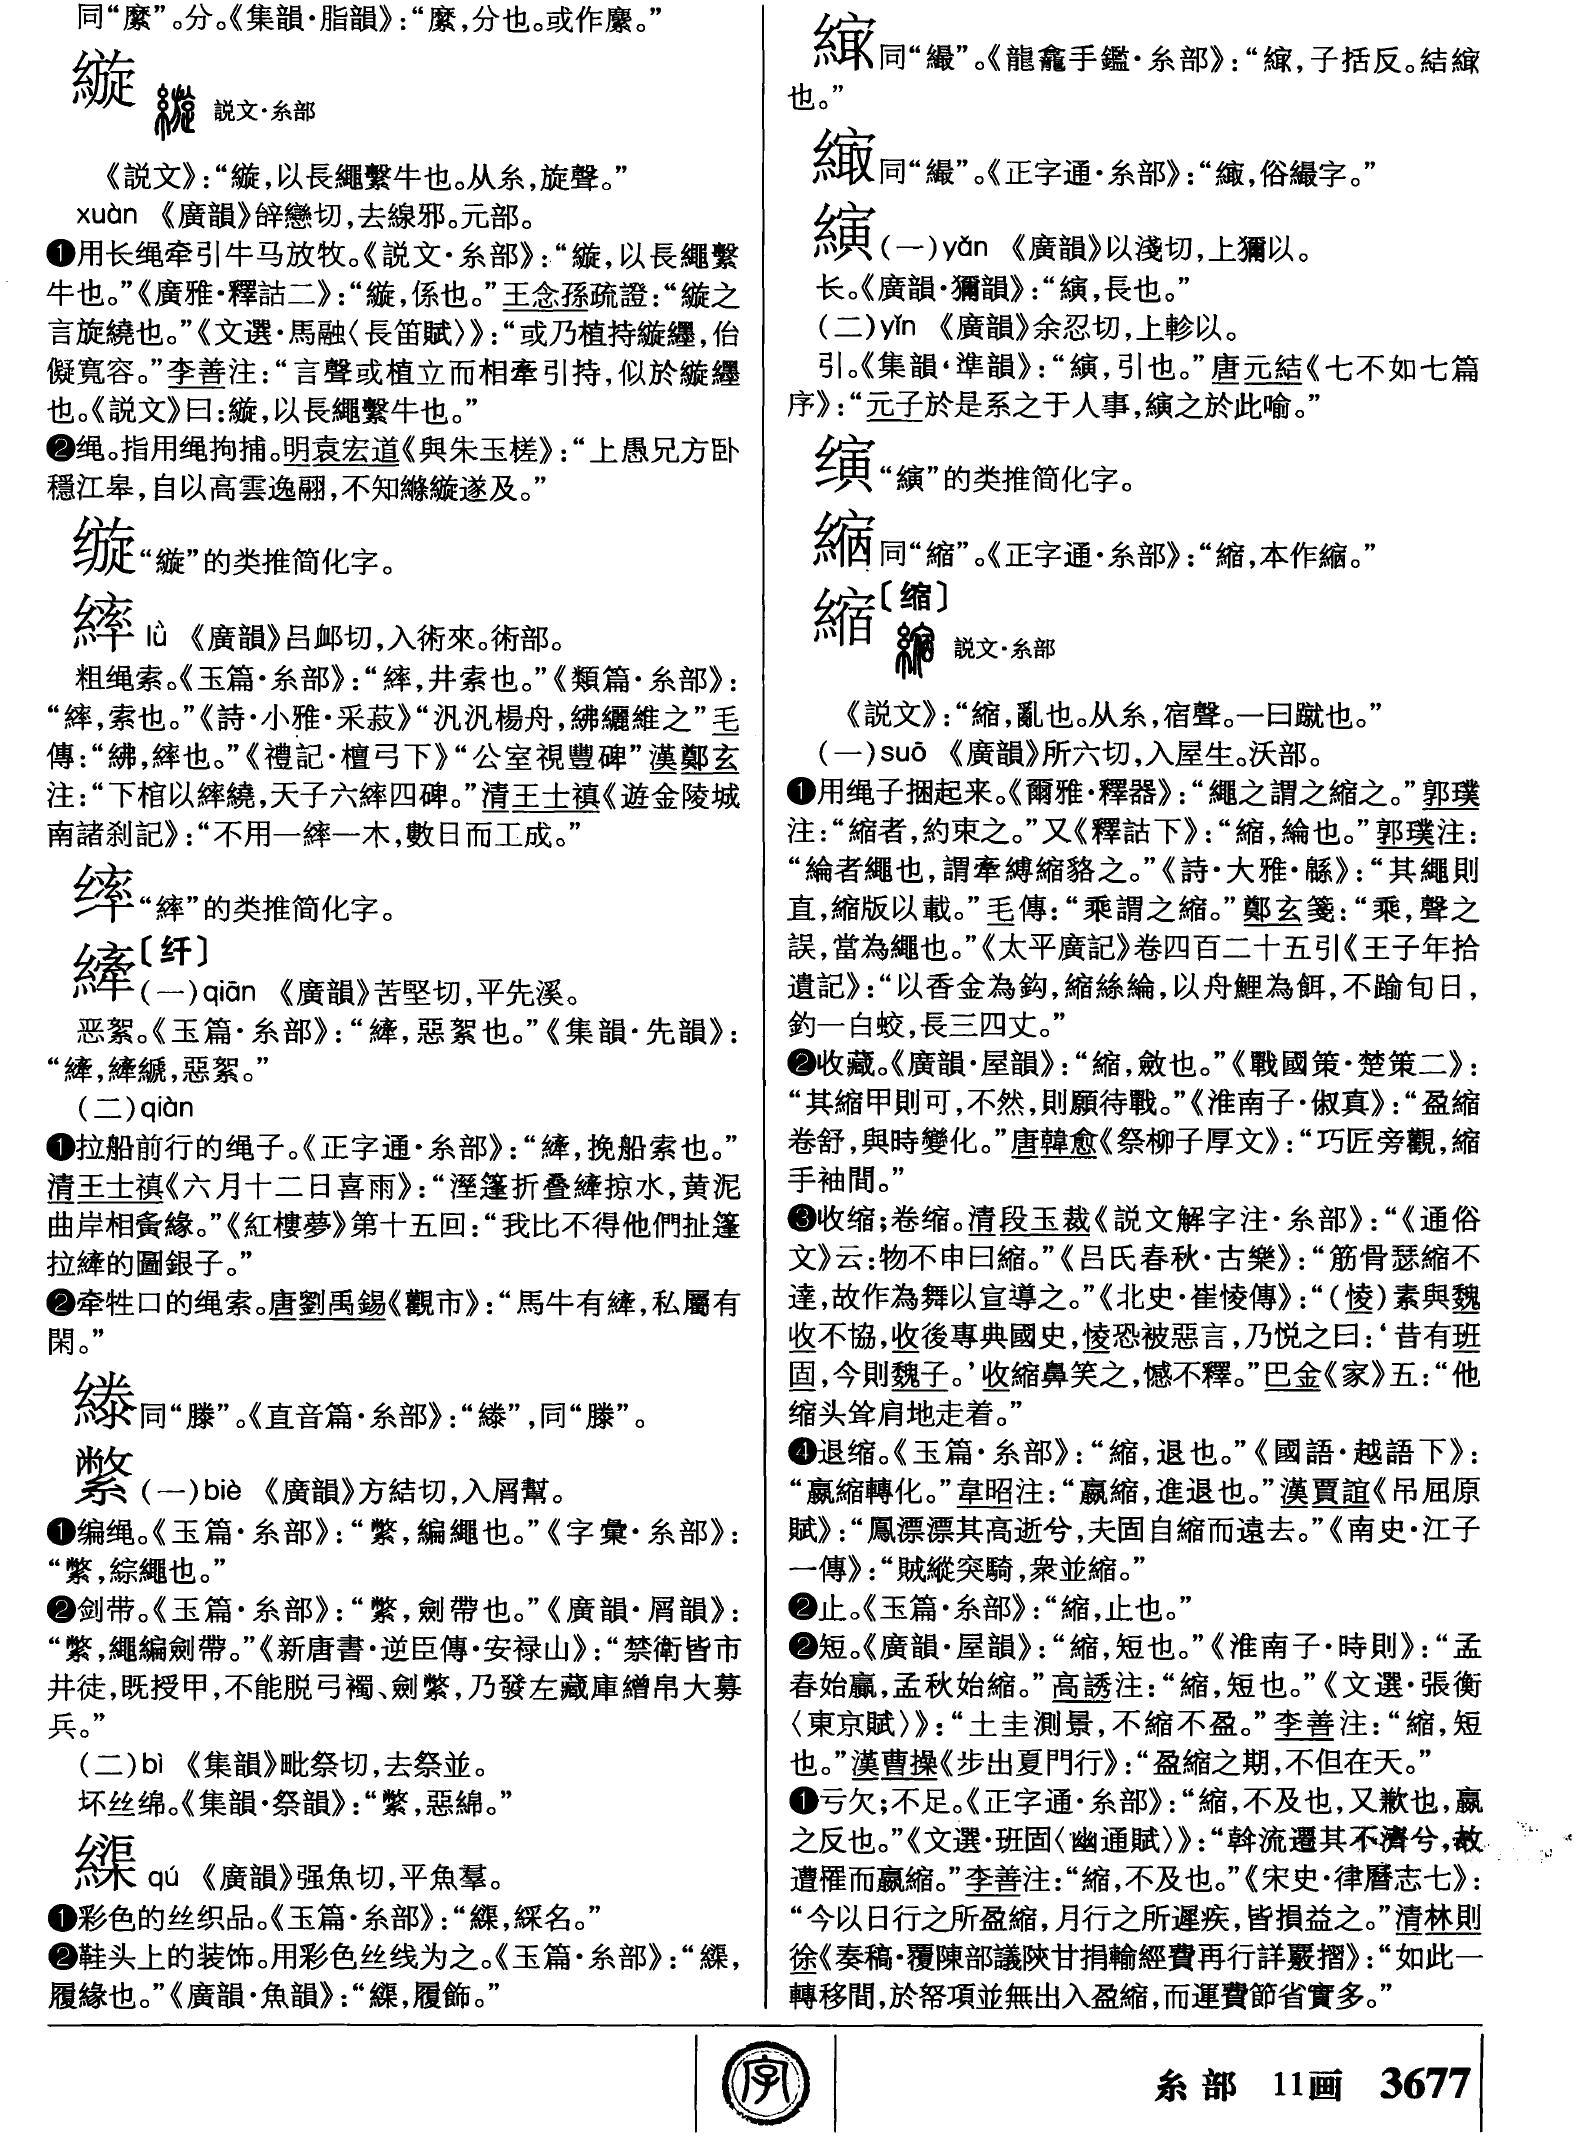 同“縻”。分。《集韻·脂韻》：“縻，分也。或作縻。”
縼
説文·糸部
《説文》：“縼，以長繩繫牛也。从糸，旋聲。”
xuàn 《廣韻》辝戀切，去線邪。元部。
❶用长绳牵引牛马放牧。《説文·糸部》：“縼，以長繩繫
牛也。”《廣雅·釋詁二》：“縼，係也。”王念孫疏證：“縼之
言旋繞也。”《文選·馬融〈長笛賦〉》：“或乃植持縼纆，佁
儗寬容。”李善注：“言聲或植立而相牽引持，似於縼纆
也。《説文》曰：縼，以長繩繫牛也。”
❷绳。指用绳拘捕。明袁宏道《與朱玉槎》：“上愚兄方卧
穩江皋，自以高雲逸翮，不知縧縼遂及。”
“縼”的类推简化字。
繂 lǜ 《廣韻》吕卹切，入術來。術部。
粗绳索。《玉篇·糸部》：“繂，井索也。”《類篇·糸部》：
“繂，索也。”《詩·小雅·采菽》“汎汎楊舟，紼纚維之”毛
傳：“紼，繂也。”《禮記·檀弓下》“公室視豐碑”漢鄭玄
注：“下棺以繂繞，天子六繂四碑。”清王士禛《遊金陵城
南諸刹記》：“不用一繂一木，數日而工成。”
“繂”的类推简化字。
縴〔纤〕
（一）qiān 《廣韻》苦堅切，平先溪。
恶絮。《玉篇·糸部》：“縴，惡絮也。”《集韻·先韻》：
“縴，縴緁，惡絮。”
（二）qiàn
❶拉船前行的绳子。《正字通·糸部》：“縴，挽船索也。”
清王士禛《六月十二日喜雨》：“溼篷折叠縴掠水，黄泥
曲岸相夤緣。”《紅樓夢》第十五回：“我比不得他們扯篷
拉縴的圖銀子。”
❷牵牲口的绳索。唐劉禹錫《觀市》：“馬牛有縴，私屬有
閑。”
同“縢”。《直音篇·糸部》：“，同“縢”。
（一）biè 《廣韻》方結切，入屑幫。
❶编绳。《玉篇·糸部》：“，編繩也。”《字彙·糸部》：
“，綜繩也。”
❷剑带。《玉篇·糸部》：“，劍帶也。”《廣韻·屑韻》：
“，繩編劍帶。”《新唐書·逆臣傳·安禄山》：“禁衛皆市
井徒，既授甲，不能脱弓襡、劍，乃發左藏庫繒帛大募
兵。”
（二）bì 《集韻》毗祭切，去祭並。
坏丝绵。《集韻·祭韻》：“，惡綿。”
qú 《廣韻》强魚切，平魚羣。
❶彩色的丝织品。《玉篇·糸部》：“，綵名。”
❷鞋头上的装饰。用彩色丝线为之。《玉篇·糸部》：“，
履緣也。”《廣韻·魚韻》：“，履飾。”
同“繓”。《龍龕手鑑·糸部》：“，子括反。結
也。”
同“繓”。《正字通·糸部》：“，俗繓字。”
縯（一）yǎn 《廣韻》以淺切，上獮以。
长。《廣韻·獮韻》：“縯，長也。”
（二）yǐn 《廣韻》余忍切，上軫以。
引。《集韻·準韻》：“縯，引也。”唐元結《七不如七篇
序》：“元子於是系之于人事，縯之於此喻。”
“縯”的类推简化字。
同“縮”。《正字通·糸部》：“縮，本作。”
縮〔缩〕
説文·糸部
《説文》：“縮，亂也。从糸，宿聲。一曰蹴也。”
（一）suō 《廣韻》所六切，入屋生。沃部。
❶用绳子捆起来。《爾雅·釋器》：“繩之謂之縮之。”郭璞
注：“縮者，約束之。”又《釋詁下》：“縮，綸也。”郭璞注：
“綸者繩也，謂牽縛縮貉之。”《詩·大雅·緜》：“其繩則
直，縮版以載。”毛傳：“乘謂之縮。”鄭玄箋：“乘，聲之
誤，當為繩也。”《太平廣記》卷四百二十五引《王子年拾
遺記》：“以香金為鈎，縮絲綸，以舟鯉為餌，不踰旬日，
釣一白蛟，長三四丈。”
❷收藏。《廣韻·屋韻》：“縮，斂也。”《戰國策·楚策二》：
“其縮甲則可，不然，則願待戰。”《淮南子·俶真》：“盈縮
卷舒，與時變化。”唐韓愈《祭柳子厚文》：“巧匠旁觀，縮
手袖間。”
❸收缩；卷缩。清段玉裁《説文解字注·糸部》：“《通俗
文》云：物不申曰縮。”《吕氏春秋·古樂》：“筋骨瑟縮不
達，故作為舞以宣導之。”《北史·崔㥄傳》：“（㥄）素與魏
收不協，收後專典國史，㥄恐被惡言，乃悦之曰：‘昔有班
固，今則魏子。’收縮鼻笑之，憾不釋。”巴金《家》五：“他
缩头耸肩地走着。”
❹退缩。《玉篇·糸部》：“縮，退也。”《國語·越語下》：
“嬴縮轉化。”韋昭注：“嬴縮，進退也。”漢賈誼《吊屈原
賦》：“鳳漂漂其高逝兮，夫固自縮而遠去。”《南史·江子
一傳》：“賊縱突騎，衆並縮。”
❷止。《玉篇·糸部》：“縮，止也。”
❷短。《廣韻·屋韻》：“縮，短也。”《淮南子·時則》：“孟
春始贏，孟秋始縮。”高誘注：“縮，短也。”《文選·張衡
〈東京賦〉》：“土圭測景，不縮不盈。”李善注：“縮，短
也。”漢曹操《步出夏門行》：“盈縮之期，不但在天。”
❶亏欠；不足。《正字通·糸部》：“縮，不及也，又歉也，嬴
之反也。”《文選·班固〈幽通賦〉》：“斡流遷其不濟兮，故
遭罹而嬴縮。”李善注：“縮，不及也。”《宋史·律曆志七》：
“今以日行之所盈縮，月行之所遲疾，皆損益之。”清林則
徐《奏稿·覆陳部議陝甘捐輸經費再行詳覈摺》：“如此一
轉移間，於帑項並無出入盈縮，而運費節省實多。”
字
糸部 11画 3677